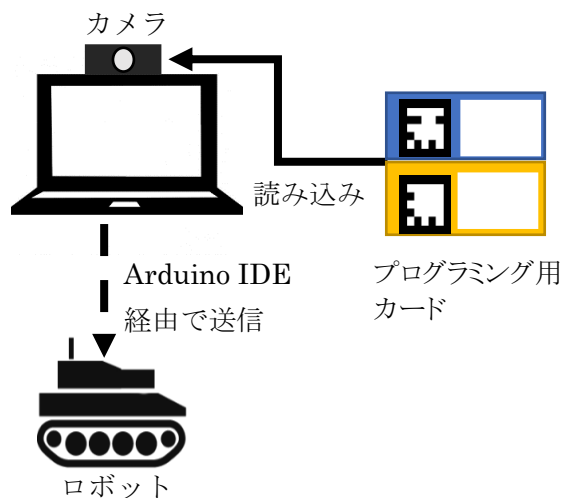 カメラ
読み込み
プログラミング用
カード
Arduino IDE
経由で送信
ロボット